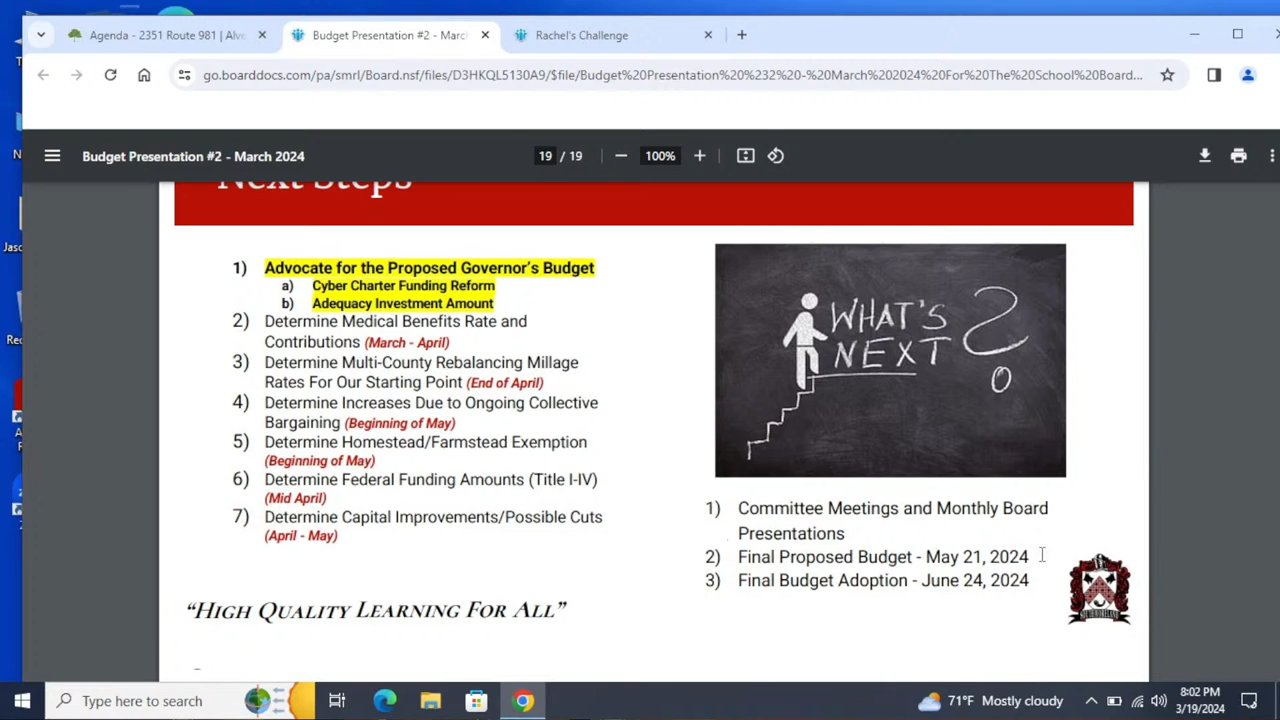 Agenda - 2351 Route 981 | Alve
Budget Presentation #2 - Marc
Rachel's Challenge
go.boarddocs.com/pa/smrl/Board.nsf/files/D3HKQL5130A9/$file/Budget%20Presentation%20%232%20-%20March%202024%20For%20The%20School%20Board...
Budget Presentation #2 - March 2024
19 / 19
100%
Next Steps
1) Advocate for the Proposed Governor's Budget
a) Cyber Charter Funding Reform
b) Adequacy Investment Amount
2) Determine Medical Benefits Rate and
Contributions (March - April)
3) Determine Multi-County Rebalancing Millage
Rates For Our Starting Point (End of April)
4) Determine Increases Due to Ongoing Collective
Bargaining (Beginning of May)
5) Determine Homestead/Farmstead Exemption
(Beginning of May)
6) Determine Federal Funding Amounts (Title I-IV)
(Mid April)
7) Determine Capital Improvements/Possible Cuts
(April - May)
"HIGH QUALITY LEARNING FOR ALL"
WHAT'S
NEXT ?
1) Committee Meetings and Monthly Board
Presentations
2) Final Proposed Budget - May 21, 2024
3) Final Budget Adoption - June 24, 2024
Type here to search
71°F Mostly cloudy
8:02 PM
3/19/2024